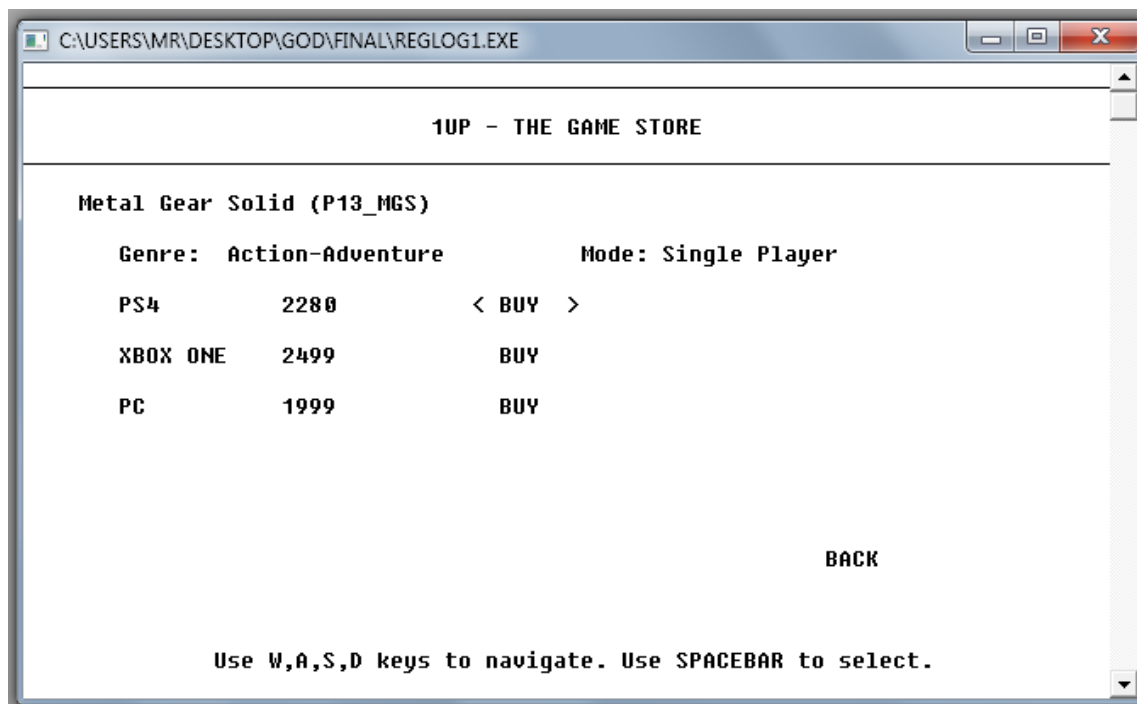 C:\USERS\MR\DESKTOP\GOD\FINAL\REGLOG1.EXE
1UP - THE GAME STORE
Metal Gear Solid (P13_MGS)
Genre: Action-Adventure Mode: Single Player
PS4 2280 < BUY >
XBOX ONE 2499 BUY
PC 1999 BUY
BACK
Use W,A,S,D keys to navigate. Use SPACEBAR to select.